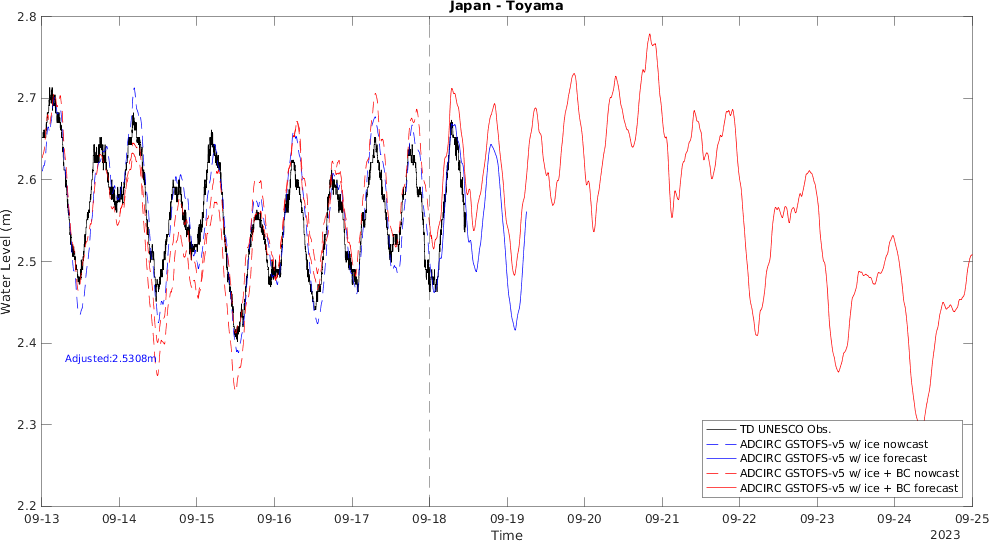 Japan - Toyama
2.8
2.7
2.6
2.5
2.4
2.3
2.2
Water Level (m)
Adjusted:2.5308m
TD UNESCO Obs.
ADCIRC GSTOFS-v5 w/ ice nowcast
ADCIRC GSTOFS-v5 w/ ice forecast
ADCIRC GSTOFS-v5 w/ ice + BC nowcast
ADCIRC GSTOFS-v5 w/ ice + BC forecast
09-13 09-14 09-15 09-16 09-17 09-18 09-19 09-20 09-21 09-22 09-23 09-24 09-25
Time
2023